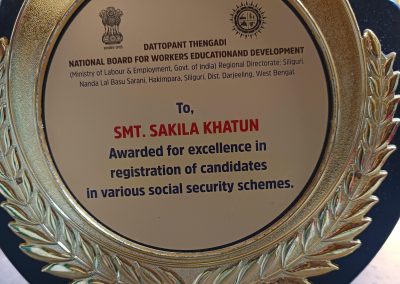 DATTOPANT THENGADI
NATIONAL BOARD FOR WORKERS EDUCATIONAND DEVELOPMENT
(Ministry of Labour & Employment, Govt. of India) Regional Directorate: Siliguri,
Nanda Lal Basu Sarani, Hakimpara, Siliguri, Dist. Darjeeling, West Bengal
To,
SMT. SAKILA KHATUN
Awarded for excellence in
registration of candidates
in various social security schemes.